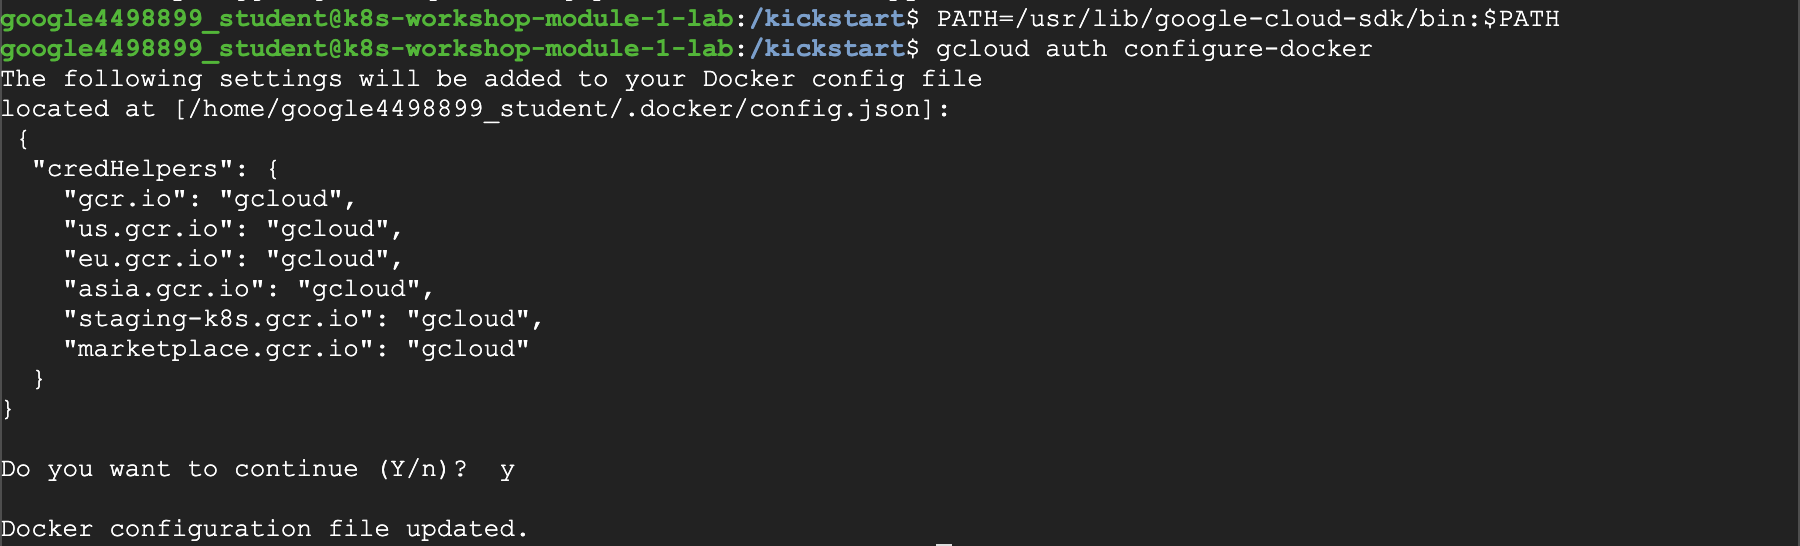 google4498899_student@k8s-workshop-module-1-lab:/kickstart$ PATH=/usr/lib/google-cloud-sdk/bin:$PATH
google4498899_student@k8s-workshop-module-1-lab:/kickstart$ gcloud auth configure-docker
The following settings will be added to your Docker config file
located at [/home/google4498899_student/.docker/config.json]:
 {
  "credHelpers": {
    "gcr.io": "gcloud",
    "us.gcr.io": "gcloud",
    "eu.gcr.io": "gcloud",
    "asia.gcr.io": "gcloud",
    "staging-k8s.gcr.io": "gcloud",
    "marketplace.gcr.io": "gcloud"
  }
}
Do you want to continue (Y/n)?  y
Docker configuration file updated.